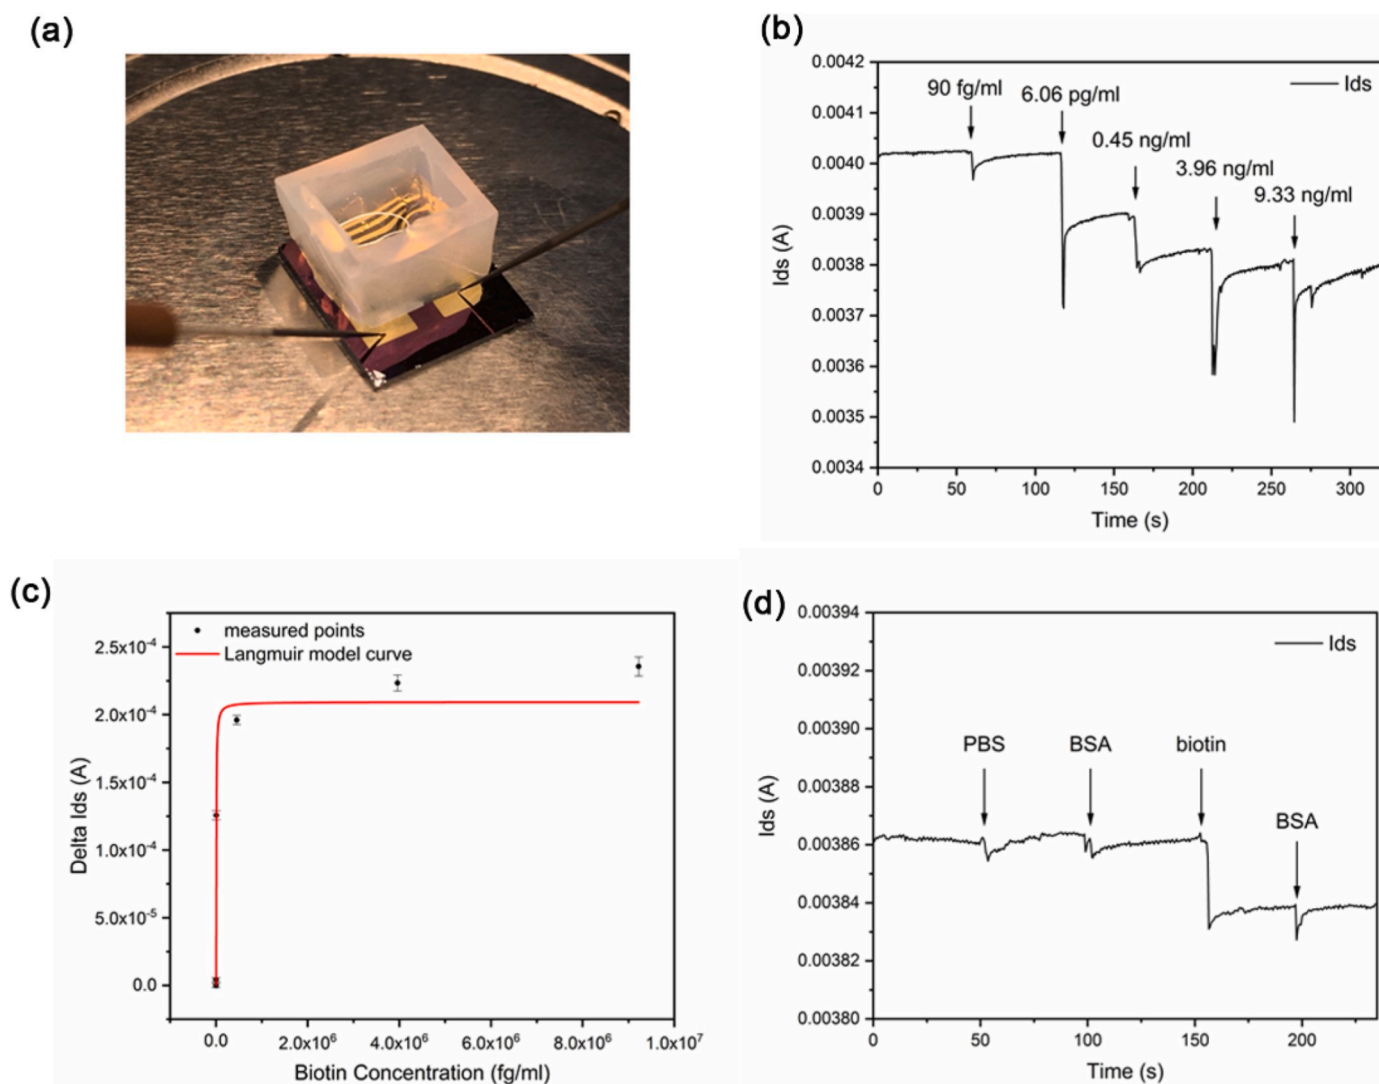 (a)
(b)
0.0042
0.0041
0.0040
0.0039
0.0038
0.0037
0.0036
0.0035
0.0034
Ids (A)
Ids
90 fg/ml
6.06 pg/ml
0.45 ng/ml
3.96 ng/ml
9.33 ng/ml
0 50 100 150 200 250 300
Time (s)
(c)
2.5x10-4
2.0x10-4
1.5x10-4
1.0x10-4
5.0x10-5
0.0
Delta Ids (A)
measured points
Langmuir model curve
0.0 2.0x106 4.0x106 6.0x106 8.0x106 1.0x107
Biotin Concentration (fg/ml)
(d)
0.00394
0.00392
0.00390
0.00388
0.00386
0.00384
0.00382
0.00380
Ids (A)
Ids
PBS
BSA
biotin
BSA
0 50 100 150 200
Time (s)